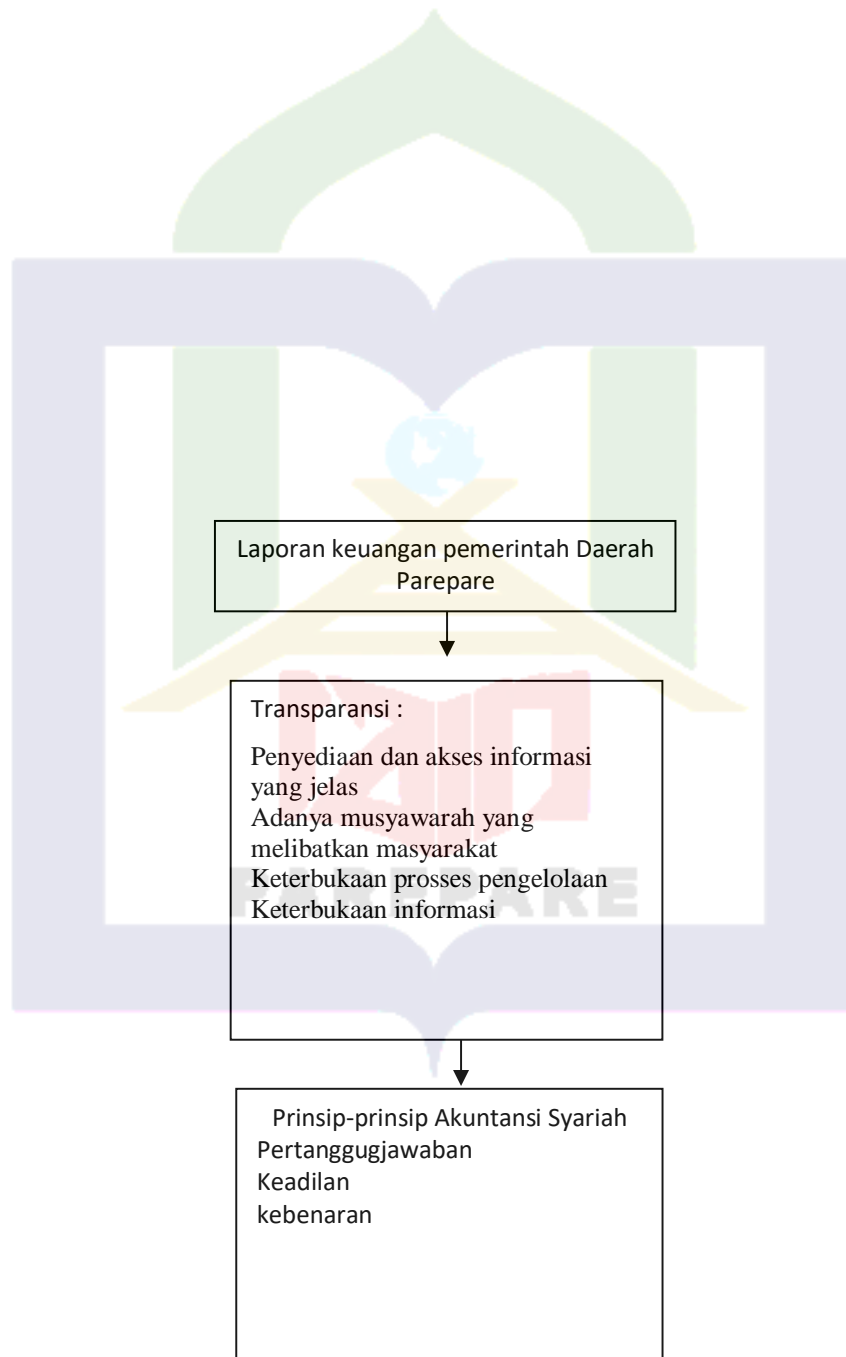 Laporan keuangan pemerintah Daerah
Parepare
Transparansi :
Penyediaan dan akses informasi
yang jelas
Adanya musyawarah yang
melibatkan masyarakat
Keterbukaan prosses pengelolaan
Keterbukaan informasi
PAREPARE
Prinsip-prinsip Akuntansi Syariah
Pertanggugjawaban
Keadilan
kebenaran